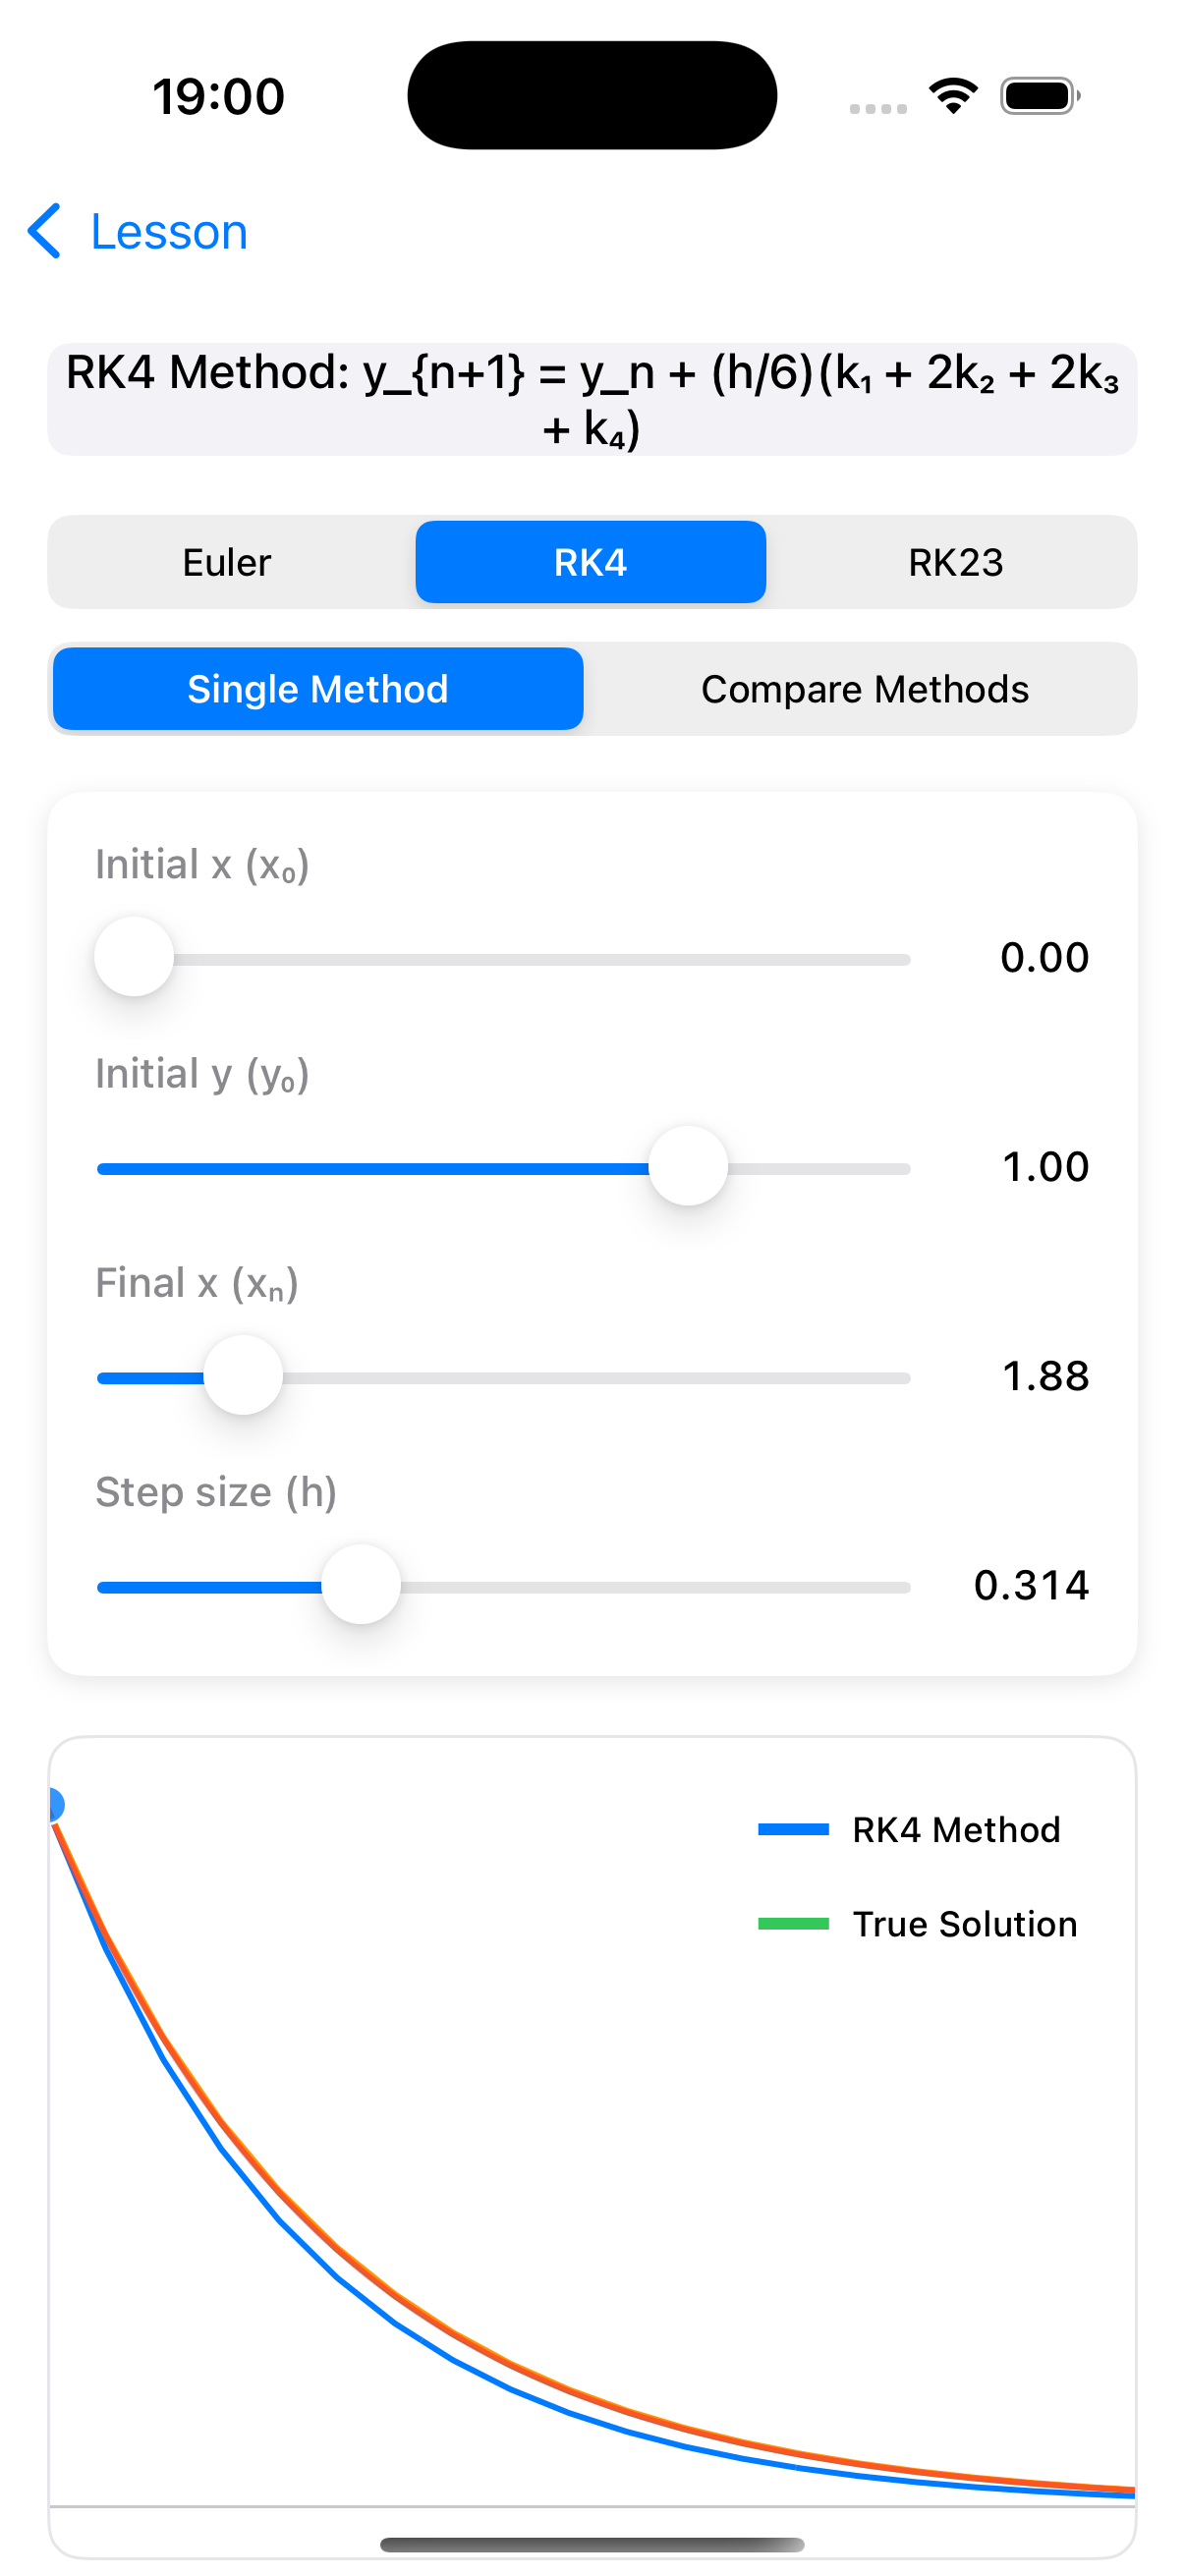 19:00
Lesson
RK4 Method: y_{n+1} = y_n + (h/6)(k₁ + 2k₂ + 2k₃
+ k₄)
Euler RK4 RK23
Single Method Compare Methods
Initial x (x₀)
0.00
Initial y (y₀)
1.00
Final x (xₙ)
1.88
Step size (h)
0.314
RK4 Method
True Solution